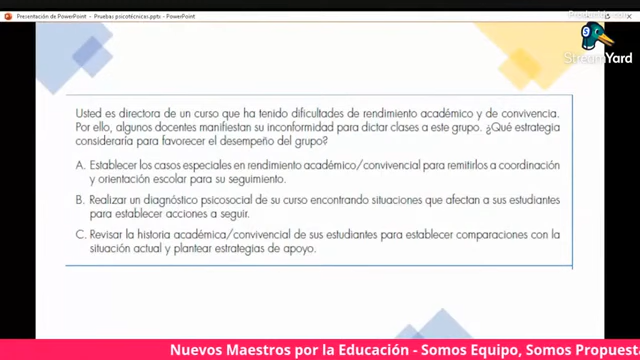 Presentación de PowerPoint - Pruebas psicotécnicas.pptx - PowerPoint
StreamYard
Usted es directora de un curso que ha tenido dificultades de rendimiento académico y de convivencia.
Por ello, algunos docentes manifiestan su inconformidad para dictar clases a este grupo. ¿Qué estrategia
consideraría para favorecer el desempeño del grupo?
A. Establecer los casos especiales en rendimiento académico/convivencial para remitirlos a coordinación
y orientación escolar para su seguimiento.
B. Realizar un diagnóstico psicosocial de su curso encontrando situaciones que afectan a sus estudiantes
para establecer acciones a seguir.
C. Revisar la historia académica/convivencial de sus estudiantes para establecer comparaciones con la
situación actual y plantear estrategias de apoyo.
Nuevos Maestros por la Educación - Somos Equipo, Somos Propuest